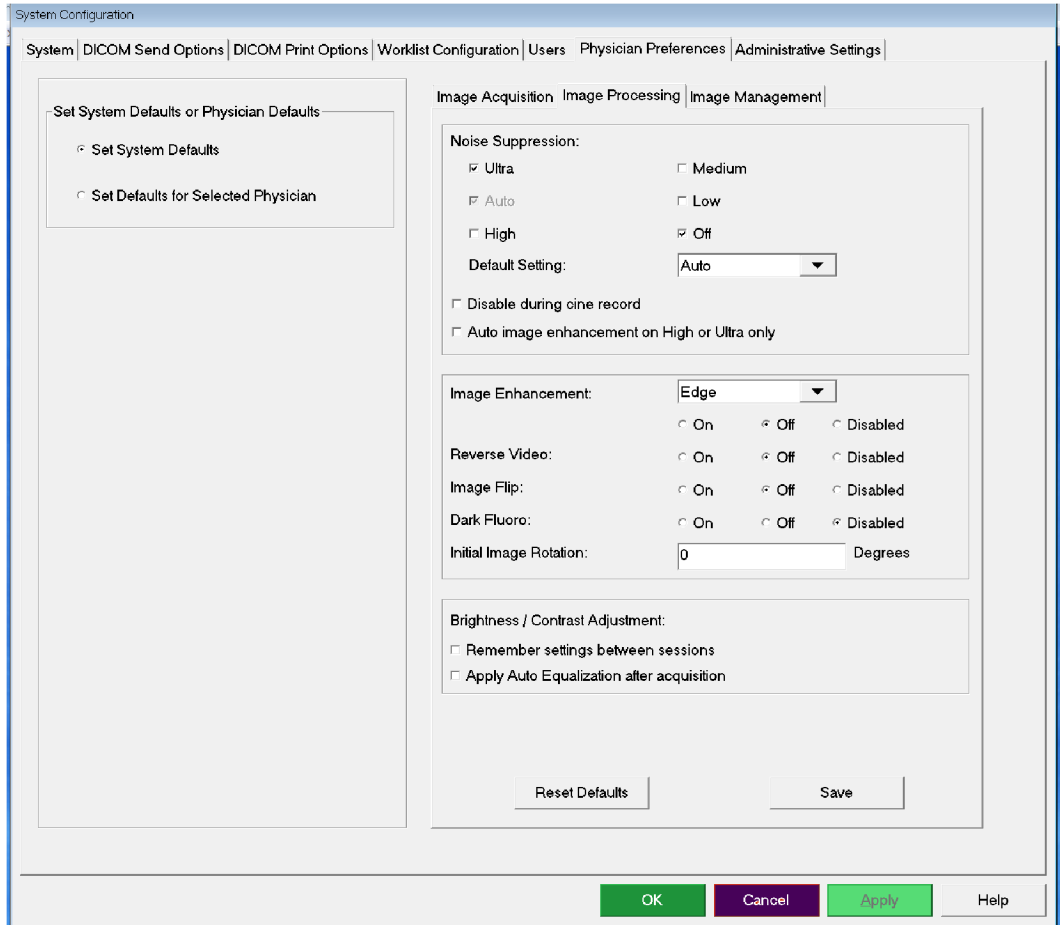 System Configuration
System DICOM Send Options DICOM Print Options Worklist Configuration Users Physician Preferences Administrative Settings
Set System Defaults or Physician Defaults
Set System Defaults
Set Defaults for Selected Physician
Image Acquisition Image Processing Image Management
Noise Suppression:
Ultra Medium
Auto Low
High Off
Default Setting: Auto
Disable during cine record
Auto image enhancement on High or Ultra only
Image Enhancement: Edge
On Off Disabled
Reverse Video: On Off Disabled
Image Flip: On Off Disabled
Dark Fluoro: On Off Disabled
Initial Image Rotation: 0 Degrees
Brightness / Contrast Adjustment:
Remember settings between sessions
Apply Auto Equalization after acquisition
Reset Defaults Save
OK Cancel Apply Help